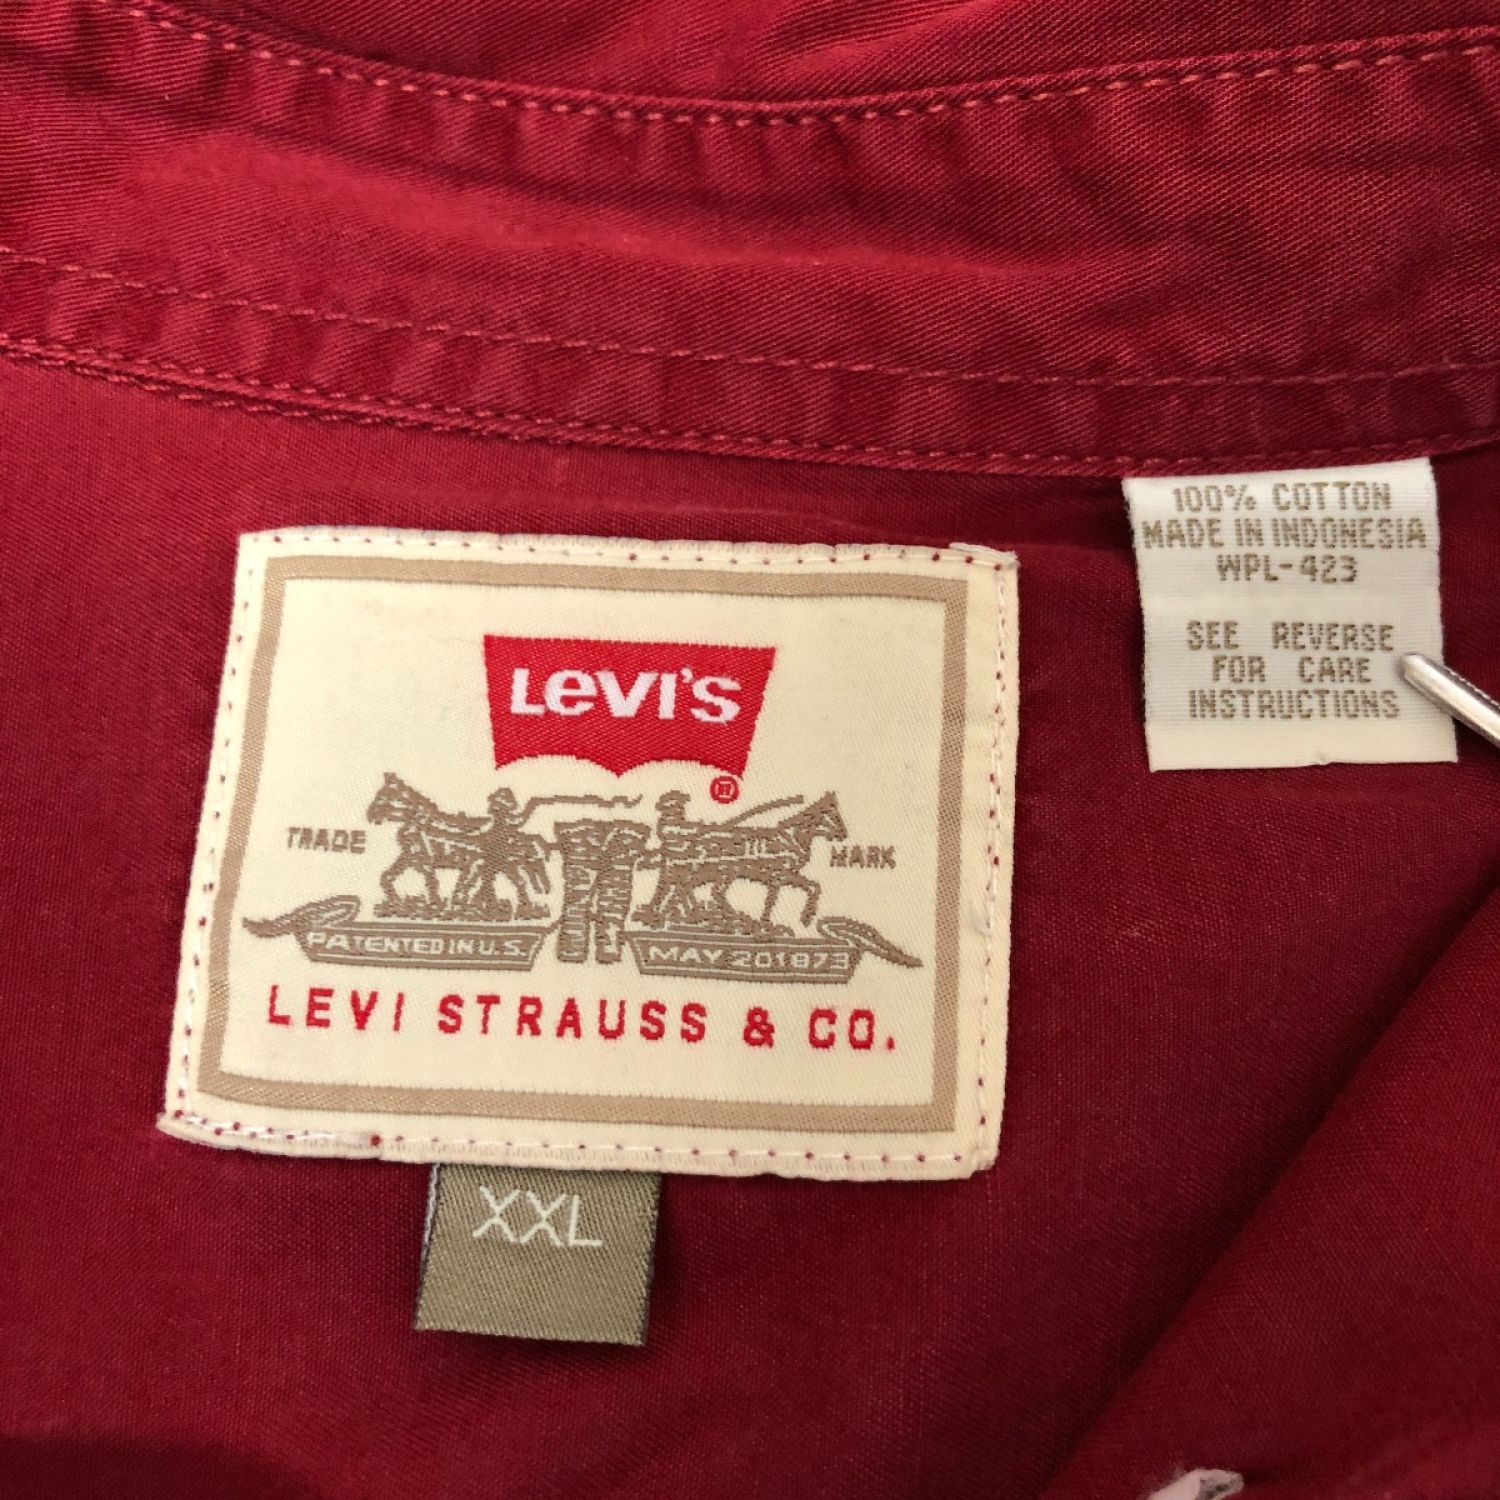 100% COTTON
MADE IN INDONESIA
WPL-423
SEE REVERSE
FOR CARE
INSTRUCTIONS
LEVI'S
®
TRADE MARK
PATENTED IN U.S. MAY 20 1873
LEVI STRAUSS & CO.
XXL